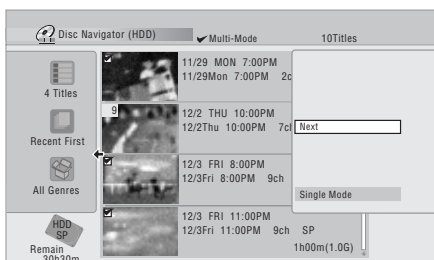 Disc Navigator (HDD)
Multi-Mode
10Titles
4 Titles
Recent First
All Genres
HDD
SP
Remain
30h30m
11/29 MON 7:00PM
11/29Mon 7:00PM 2c
9
12/2 THU 10:00PM
12/2Thu 10:00PM 7ch
12/3 FRI 8:00PM
12/3Fri 8:00PM 9ch
12/3 FRI 11:00PM
12/3Fri 11:00PM 9ch SP
1h00m(1.0G)
Next
Single Mode